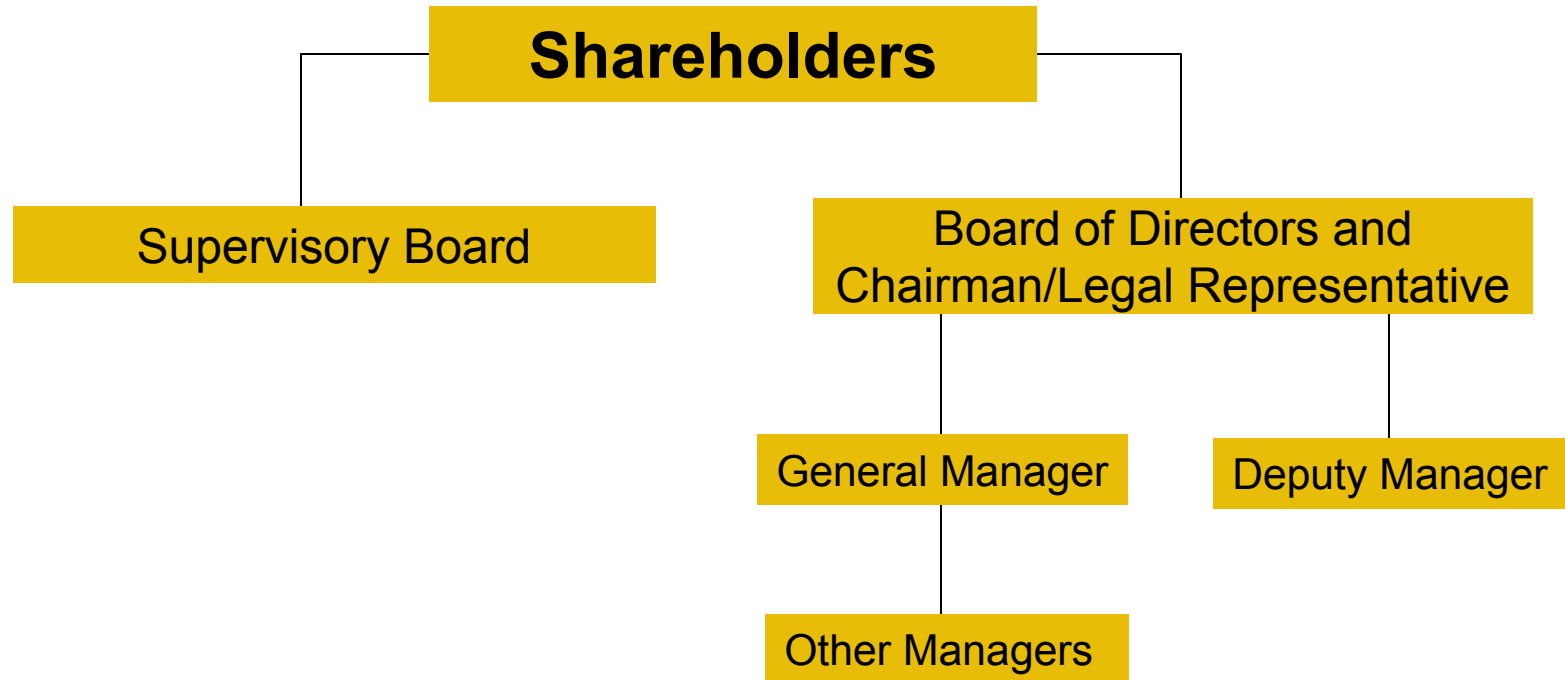 Shareholders
Supervisory Board
Board of Directors and
Chairman/Legal Representative
General Manager
Deputy Manager
Other Managers